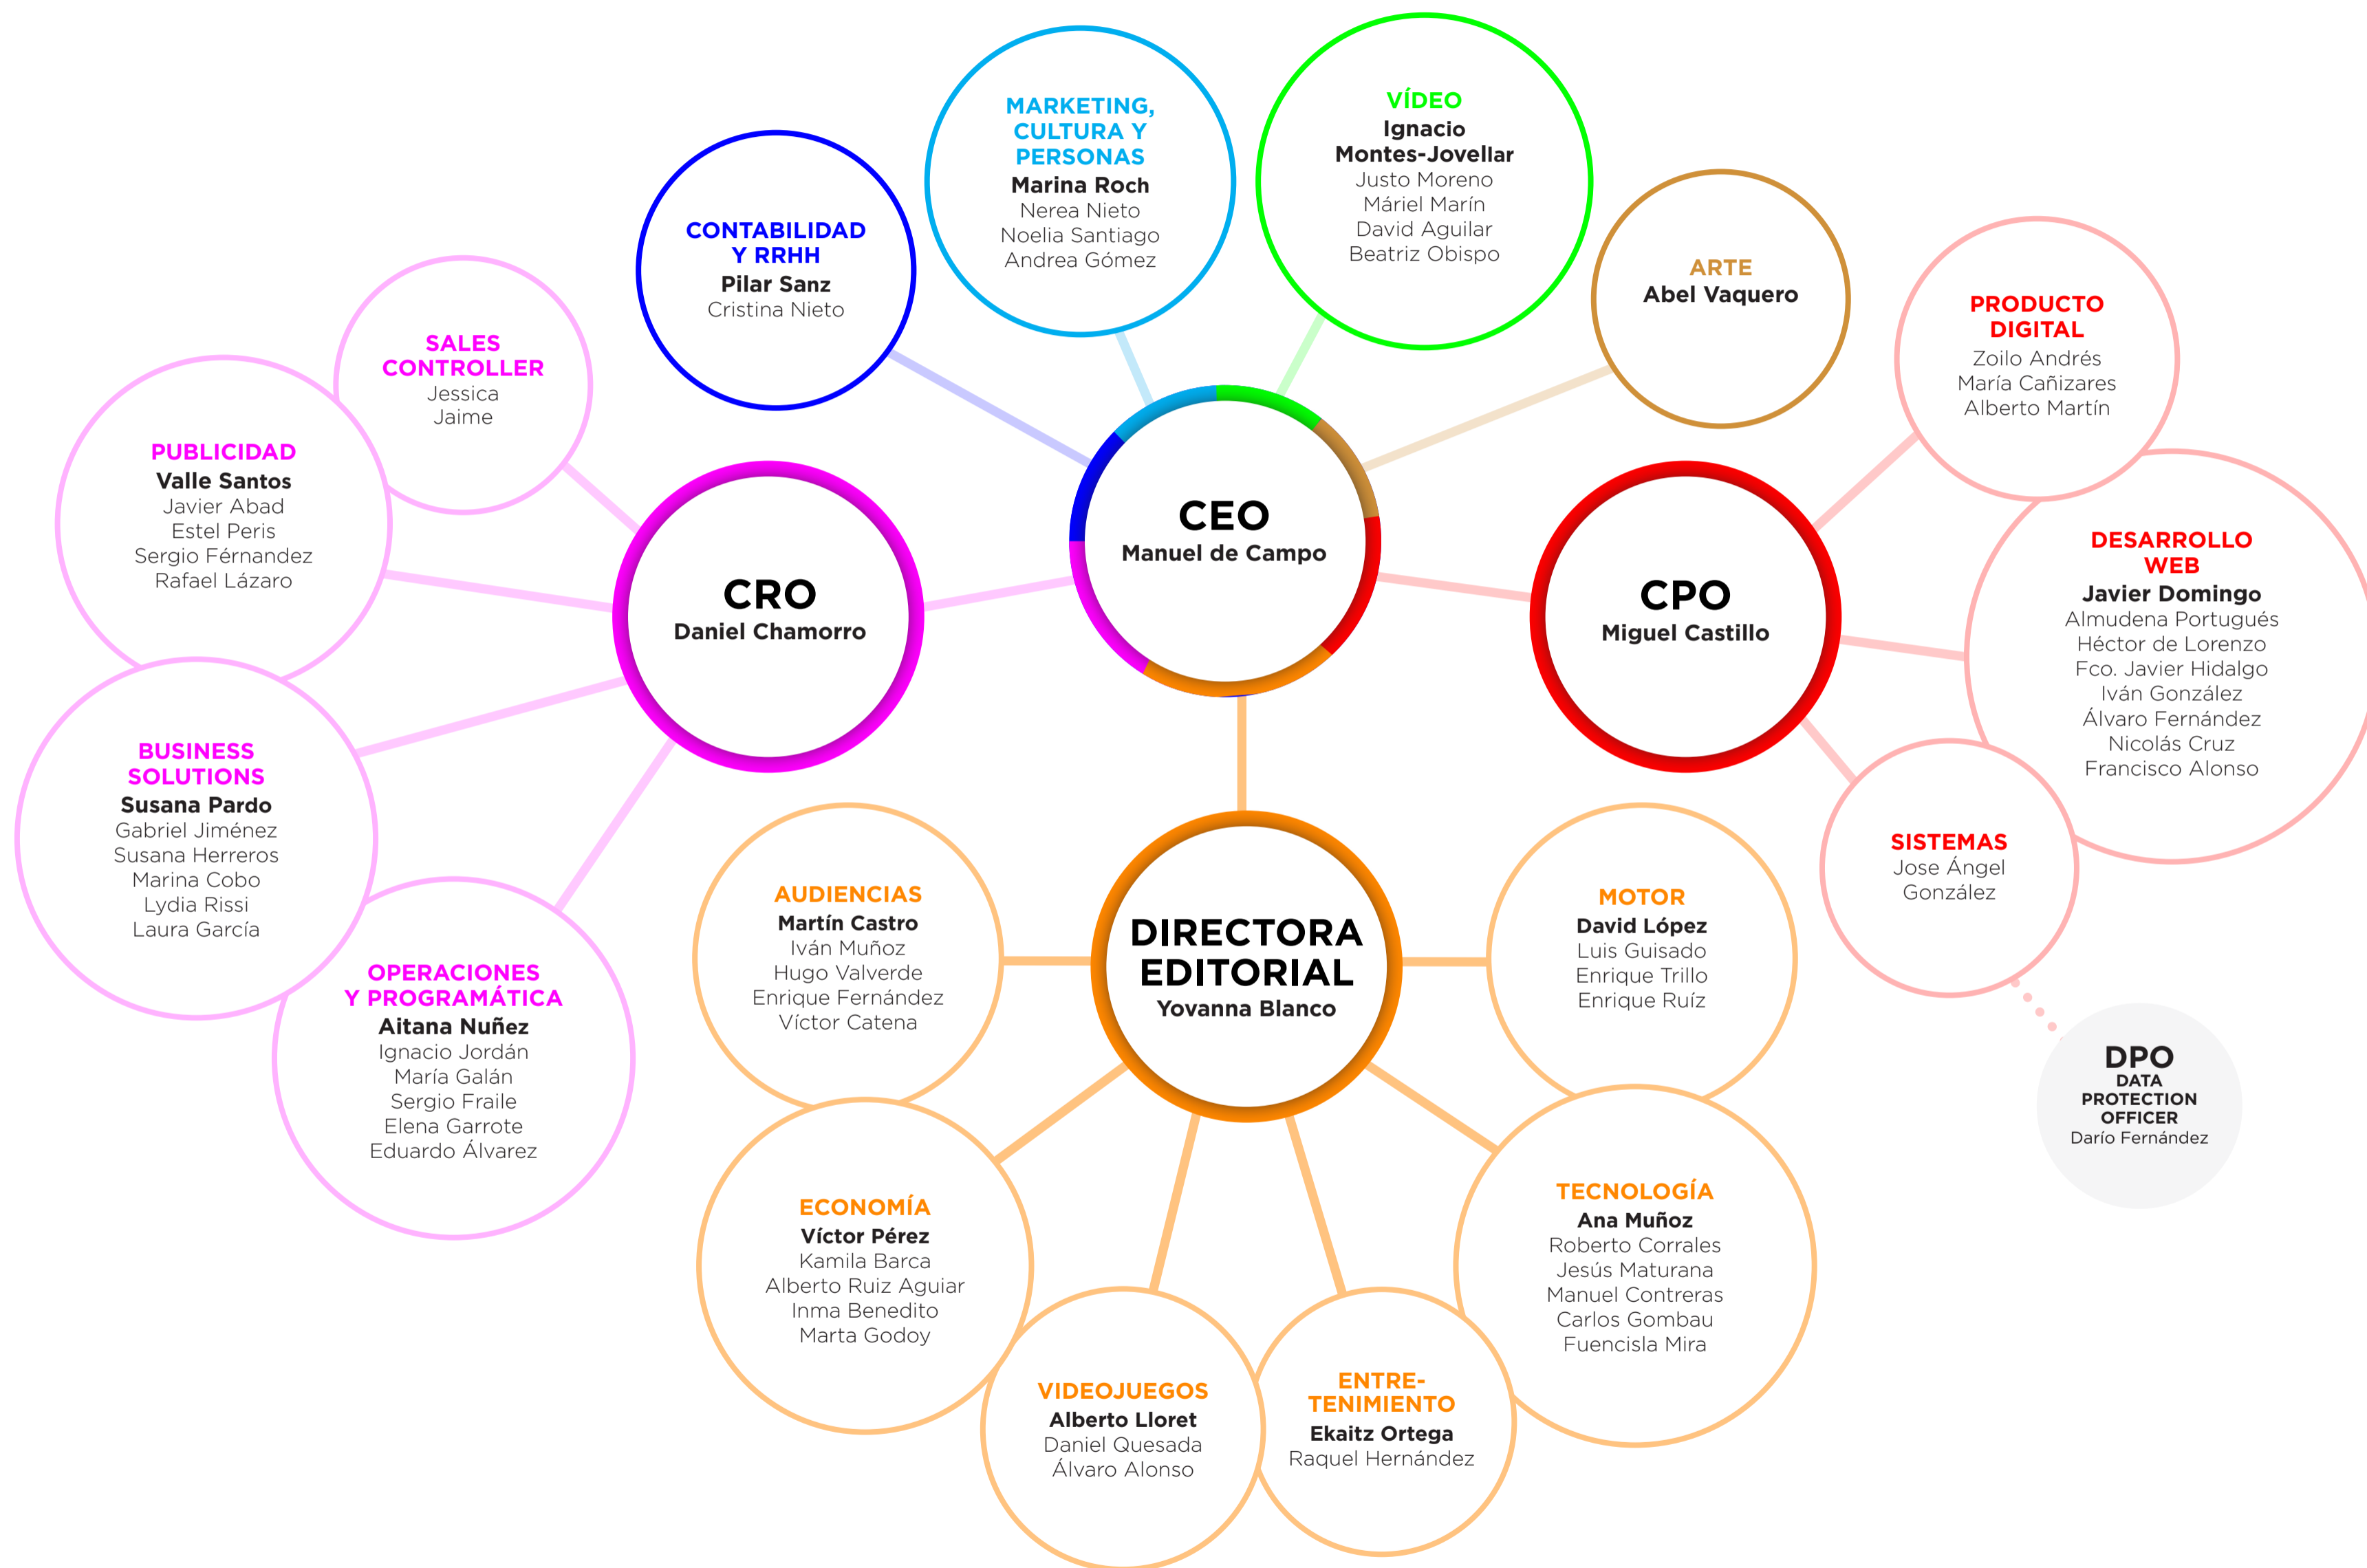 MARKETING,
CULTURA Y
PERSONAS
Marina Roch
Nerea Nieto
Noelia Santiago
Andrea Gómez
VÍDEO
Ignacio
Montes-Jovellar
Justo Moreno
Máriel Marín
David Aguilar
Beatriz Obispo
CONTABILIDAD
Y RRHH
Pilar Sanz
Cristina Nieto
ARTE
Abel Vaquero
SALES
CONTROLLER
Jessica
Jaime
PUBLICIDAD
Valle Santos
Javier Abad
Estel Peris
Sergio Férnandez
Rafael Lázaro
BUSINESS
SOLUTIONS
Susana Pardo
Gabriel Jiménez
Susana Herreros
Marina Cobo
Lydia Rissi
Laura García
OPERACIONES
Y PROGRAMÁTICA
Aitana Nuñez
Ignacio Jordán
María Galán
Sergio Fraile
Elena Garrote
Eduardo Álvarez
CRO
Daniel Chamorro
CEO
Manuel de Campo
CPO
Miguel Castillo
PRODUCTO
DIGITAL
Zoilo Andrés
María Cañizares
Alberto Martín
DESARROLLO
WEB
Javier Domingo
Almudena Portugués
Héctor de Lorenzo
Fco. Javier Hidalgo
Iván González
Álvaro Fernández
Nicolás Cruz
Francisco Alonso
SISTEMAS
Jose Ángel
González
DPO
DATA
PROTECTION
OFFICER
Darío Fernández
DIRECTORA
EDITORIAL
Yovanna Blanco
AUDIENCIAS
Martín Castro
Iván Muñoz
Hugo Valverde
Enrique Fernández
Víctor Catena
MOTOR
David López
Luis Guisado
Enrique Trillo
Enrique Ruíz
ECONOMÍA
Víctor Pérez
Kamila Barca
Alberto Ruiz Aguiar
Inma Benedito
Marta Godoy
VIDEOJUEGOS
Alberto Lloret
Daniel Quesada
Álvaro Alonso
ENTRE-
TENIMIENTO
Ekaitz Ortega
Raquel Hernández
TECNOLOGÍA
Ana Muñoz
Roberto Corrales
Jesús Maturana
Manuel Contreras
Carlos Gombau
Fuencisla Mira